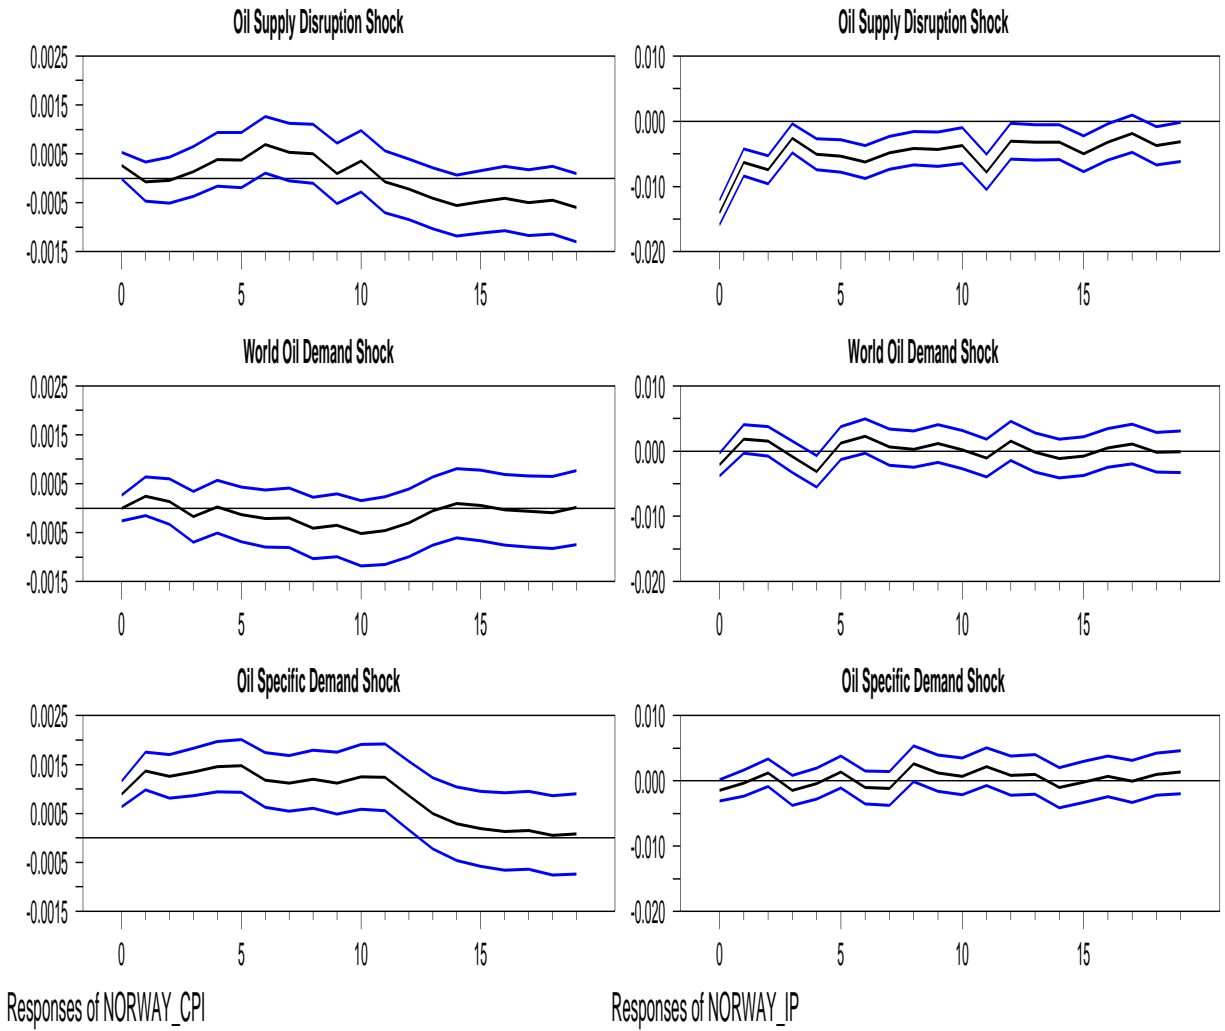 Oil Supply Disruption Shock
0.0025
0.0015
0.0005
-0.0005
-0.0015
0 5 10 15
Oil Supply Disruption Shock
0.010
0.000
-0.010
-0.020
0 5 10 15
World Oil Demand Shock
0.0025
0.0015
0.0005
-0.0005
-0.0015
0 5 10 15
World Oil Demand Shock
0.010
0.000
-0.010
-0.020
0 5 10 15
Oil Specific Demand Shock
0.0025
0.0015
0.0005
-0.0005
-0.0015
0 5 10 15
Oil Specific Demand Shock
0.010
0.000
-0.010
-0.020
0 5 10 15
Responses of NORWAY_CPI
Responses of NORWAY_IP